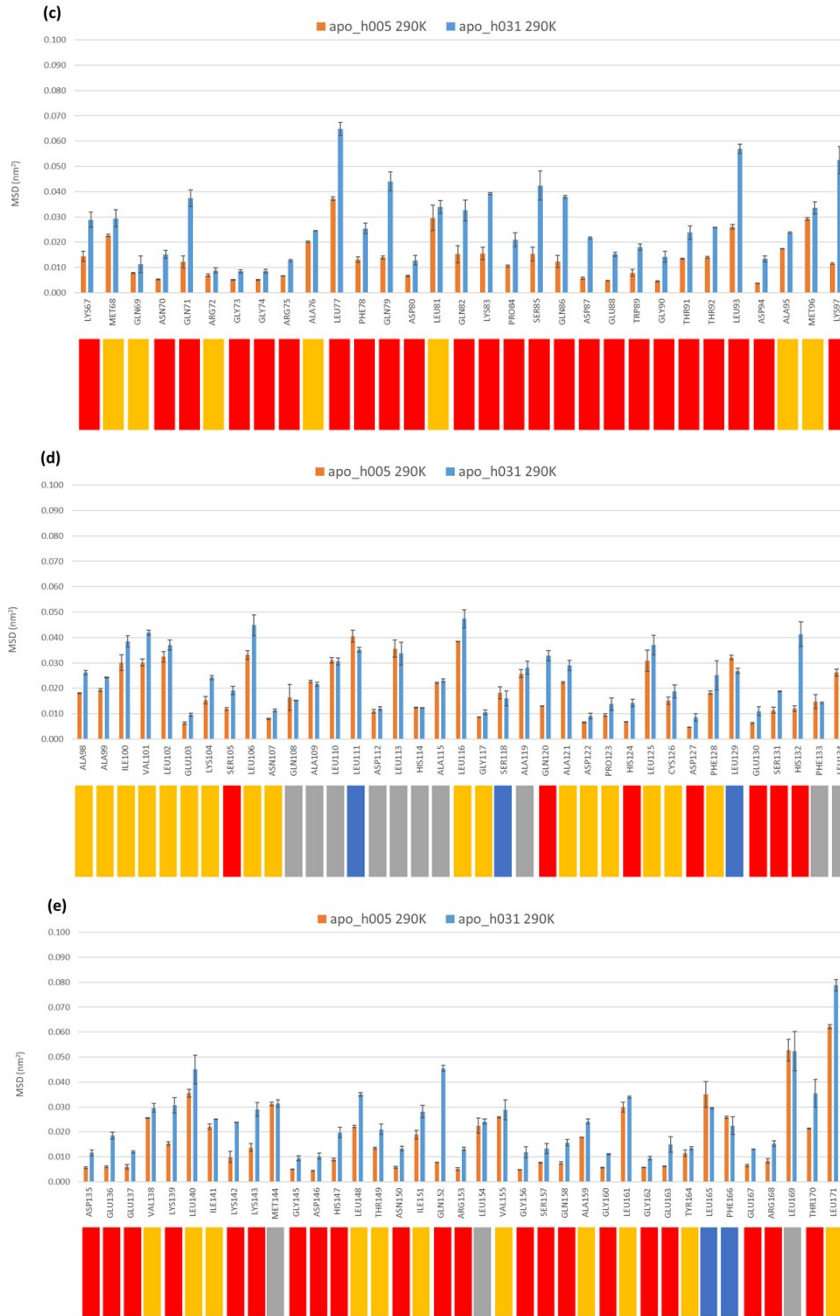 (c)
apo_h005 290K apo_h031 290K
0.100
0.090
0.080
0.070
0.060
0.050
0.040
0.030
0.020
0.010
0.000
MSD (nm²)
LYS67 MET68 GLN69 ASN70 GLN71 ARG72 GLY73 GLY74 ARG75 ALA76 LEU77 PHE78 GLN79 ASP80 LEU81 GLN82 LYS83 PRO84 SER85 GLN86 ASP87 GLU88 TRP89 GLY90 THR91 THR92 LEU93 ASP94 ALA95 MET96 LYS97
(d)
apo_h005 290K apo_h031 290K
0.100
0.090
0.080
0.070
0.060
0.050
0.040
0.030
0.020
0.010
0.000
MSD (nm²)
ALA98 ALA99 ILE100 VAL101 LEU102 GLU103 LYS104 SER105 LEU106 ASN107 GLN108 ALA109 LEU110 LEU111 ASP112 LEU113 HIS114 ALA115 LEU116 GLY117 SER118 ALA119 GLN120 ALA121 ASP122 PRO123 HIS124 LEU125 CYS126 ASP127 PHE128 LEU129 GLU130 SER131 HIS132 PHE133 LEU134
(e)
apo_h005 290K apo_h031 290K
0.100
0.090
0.080
0.070
0.060
0.050
0.040
0.030
0.020
0.010
0.000
MSD (nm²)
ASP135 GLU136 GLU137 VAL138 LYS139 LEU140 ILE141 LYS142 LYS143 MET144 GLY145 ASP146 HIS147 LEU148 THR149 ASN150 ILE151 GLN152 ARG153 LEU154 VAL155 GLY156 SER157 GLN158 ALA159 GLY160 LEU161 GLY162 GLU163 TYR164 LEU165 PHE166 GLU167 ARG168 LEU169 THR170 LEU171